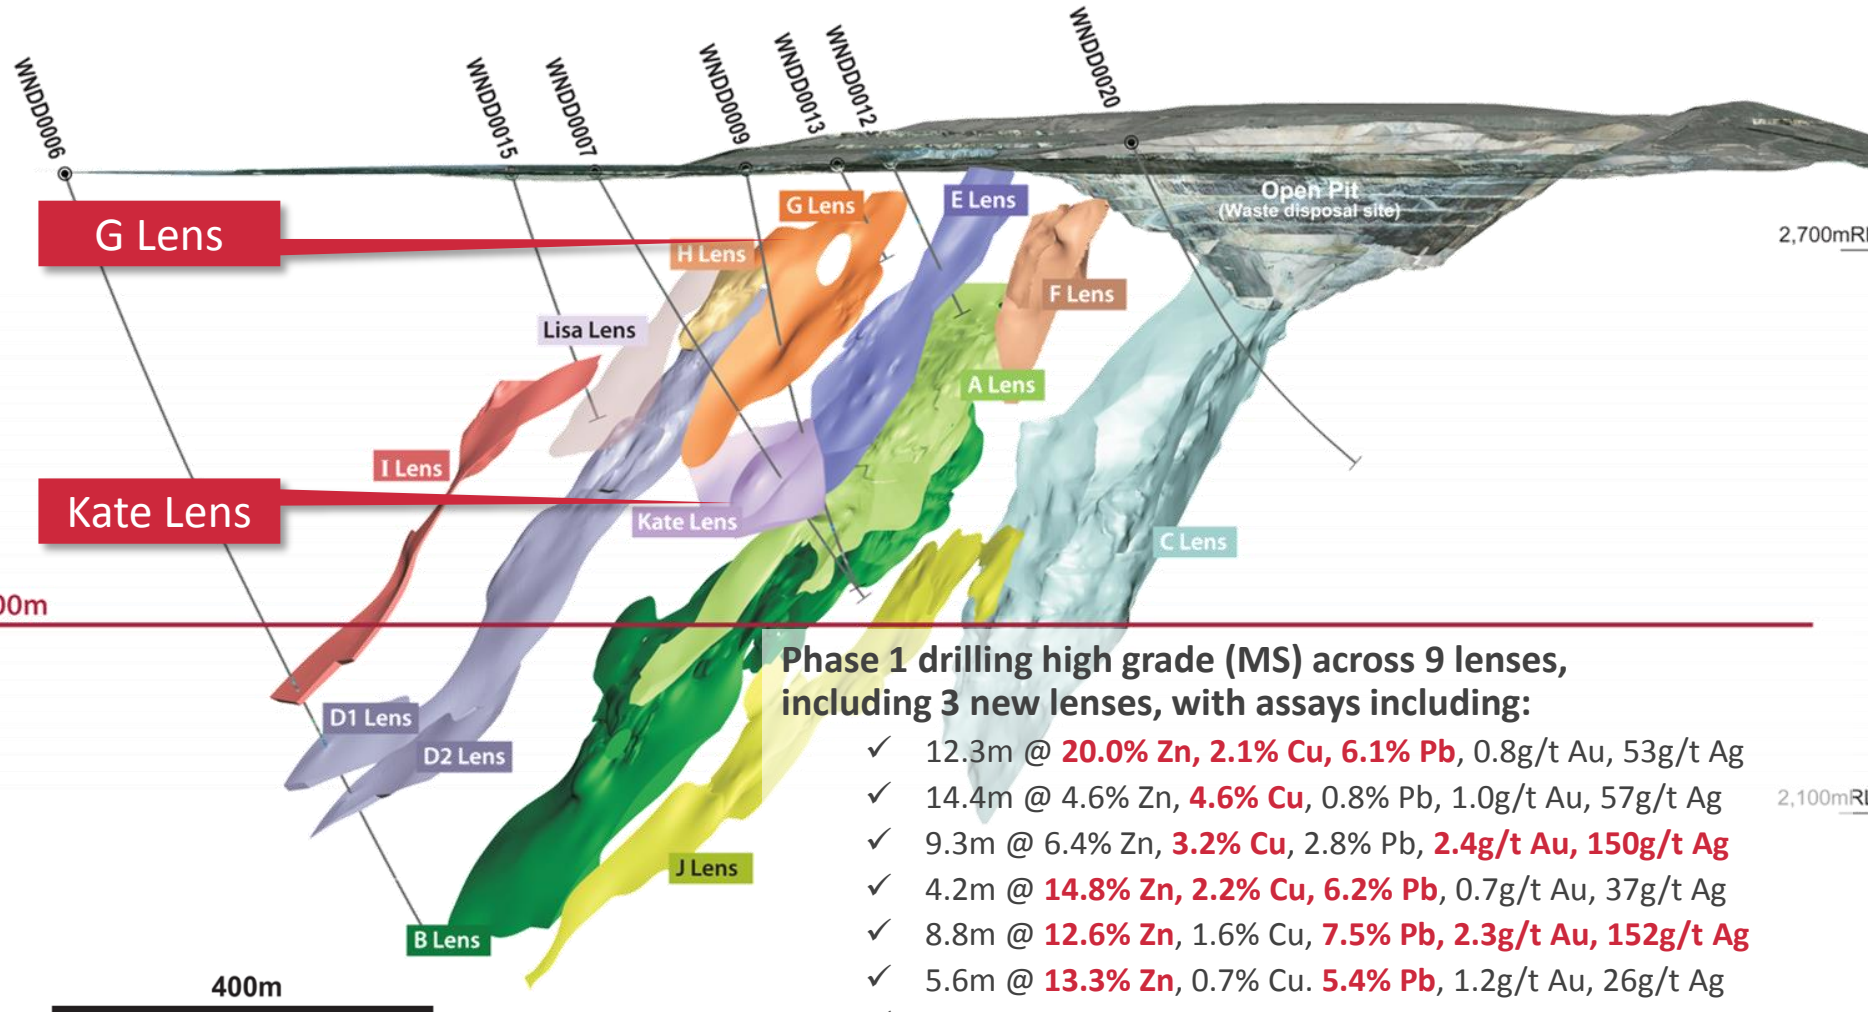 WNDD0006
WNDD0015
WNDD0007
WNDD0009
WNDD0013
WNDD0012
WNDD0020
G Lens
E Lens
Open Pit
(Waste disposal site)
G Lens
H Lens
2,700mRL
F Lens
Lisa Lens
A Lens
I Lens
Kate Lens
Kate Lens
C Lens
00m
Phase 1 drilling high grade (MS) across 9 lenses,
including 3 new lenses, with assays including:
D1 Lens
D2 Lens
✓ 12.3m @ 20.0% Zn, 2.1% Cu, 6.1% Pb, 0.8g/t Au, 53g/t Ag
✓ 14.4m @ 4.6% Zn, 4.6% Cu, 0.8% Pb, 1.0g/t Au, 57g/t Ag
2,100mRL
✓ 9.3m @ 6.4% Zn, 3.2% Cu, 2.8% Pb, 2.4g/t Au, 150g/t Ag
J Lens
✓ 4.2m @ 14.8% Zn, 2.2% Cu, 6.2% Pb, 0.7g/t Au, 37g/t Ag
✓ 8.8m @ 12.6% Zn, 1.6% Cu, 7.5% Pb, 2.3g/t Au, 152g/t Ag
B Lens
✓ 5.6m @ 13.3% Zn, 0.7% Cu. 5.4% Pb, 1.2g/t Au, 26g/t Ag
400m